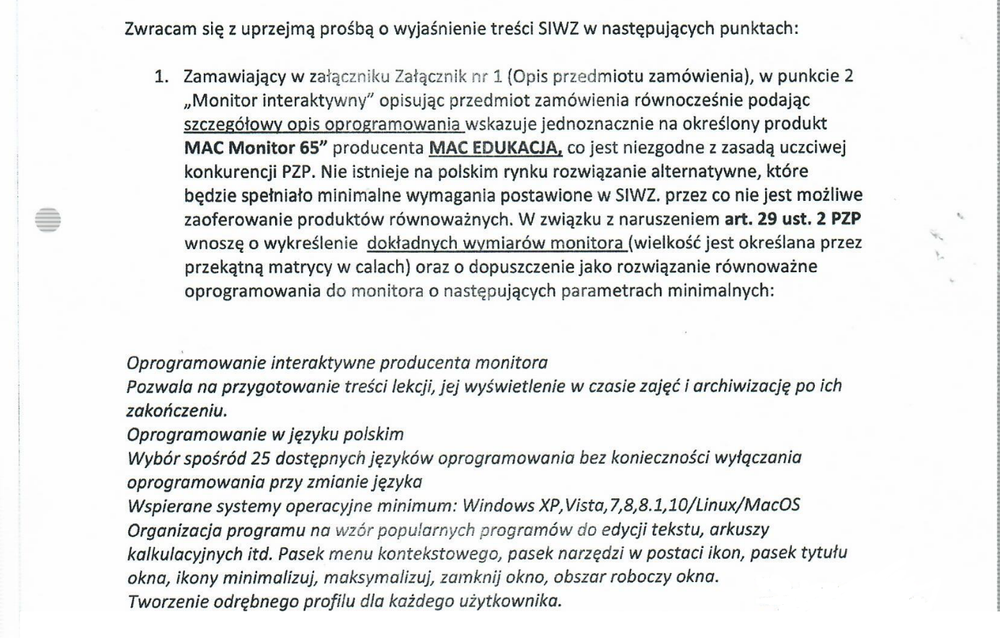 Zwracam się z uprzejmą prośbą o wyjaśnienie treści SIWZ w następujących punktach:
1. Zamawiający w załączniku Załącznik nr 1 (Opis przedmiotu zamówienia), w punkcie 2
„Monitor interaktywny” opisując przedmiot zamówienia równocześnie podając
szczegółowy opis oprogramowania wskazuje jednoznacznie na określony produkt
MAC Monitor 65” producenta MAC EDUKACJA, co jest niezgodne z zasadą uczciwej
konkurencji PZP. Nie istnieje na polskim rynku rozwiązanie alternatywne, które
będzie spełniało minimalne wymagania postawione w SIWZ. przez co nie jest możliwe
zaoferowanie produktów równoważnych. W związku z naruszeniem art. 29 ust. 2 PZP
wnoszę o wykreślenie dokładnych wymiarów monitora (wielkość jest określana przez
przekątną matrycy w calach) oraz o dopuszczenie jako rozwiązanie równoważne
oprogramowania do monitora o następujących parametrach minimalnych:
Oprogramowanie interaktywne producenta monitora
Pozwala na przygotowanie treści lekcji, jej wyświetlenie w czasie zajęć i archiwizację po ich
zakończeniu.
Oprogramowanie w języku polskim
Wybór spośród 25 dostępnych języków oprogramowania bez konieczności wyłączania
oprogramowania przy zmianie języka
Wspierane systemy operacyjne minimum: Windows XP,Vista,7,8,8.1,10/Linux/MacOS
Organizacja programu na wzór popularnych programów do edycji tekstu, arkuszy
kalkulacyjnych itd. Pasek menu kontekstowego, pasek narzędzi w postaci ikon, pasek tytułu
okna, ikony minimalizuj, maksymalizuj, zamknij okno, obszar roboczy okna.
Tworzenie odrębnego profilu dla każdego użytkownika.